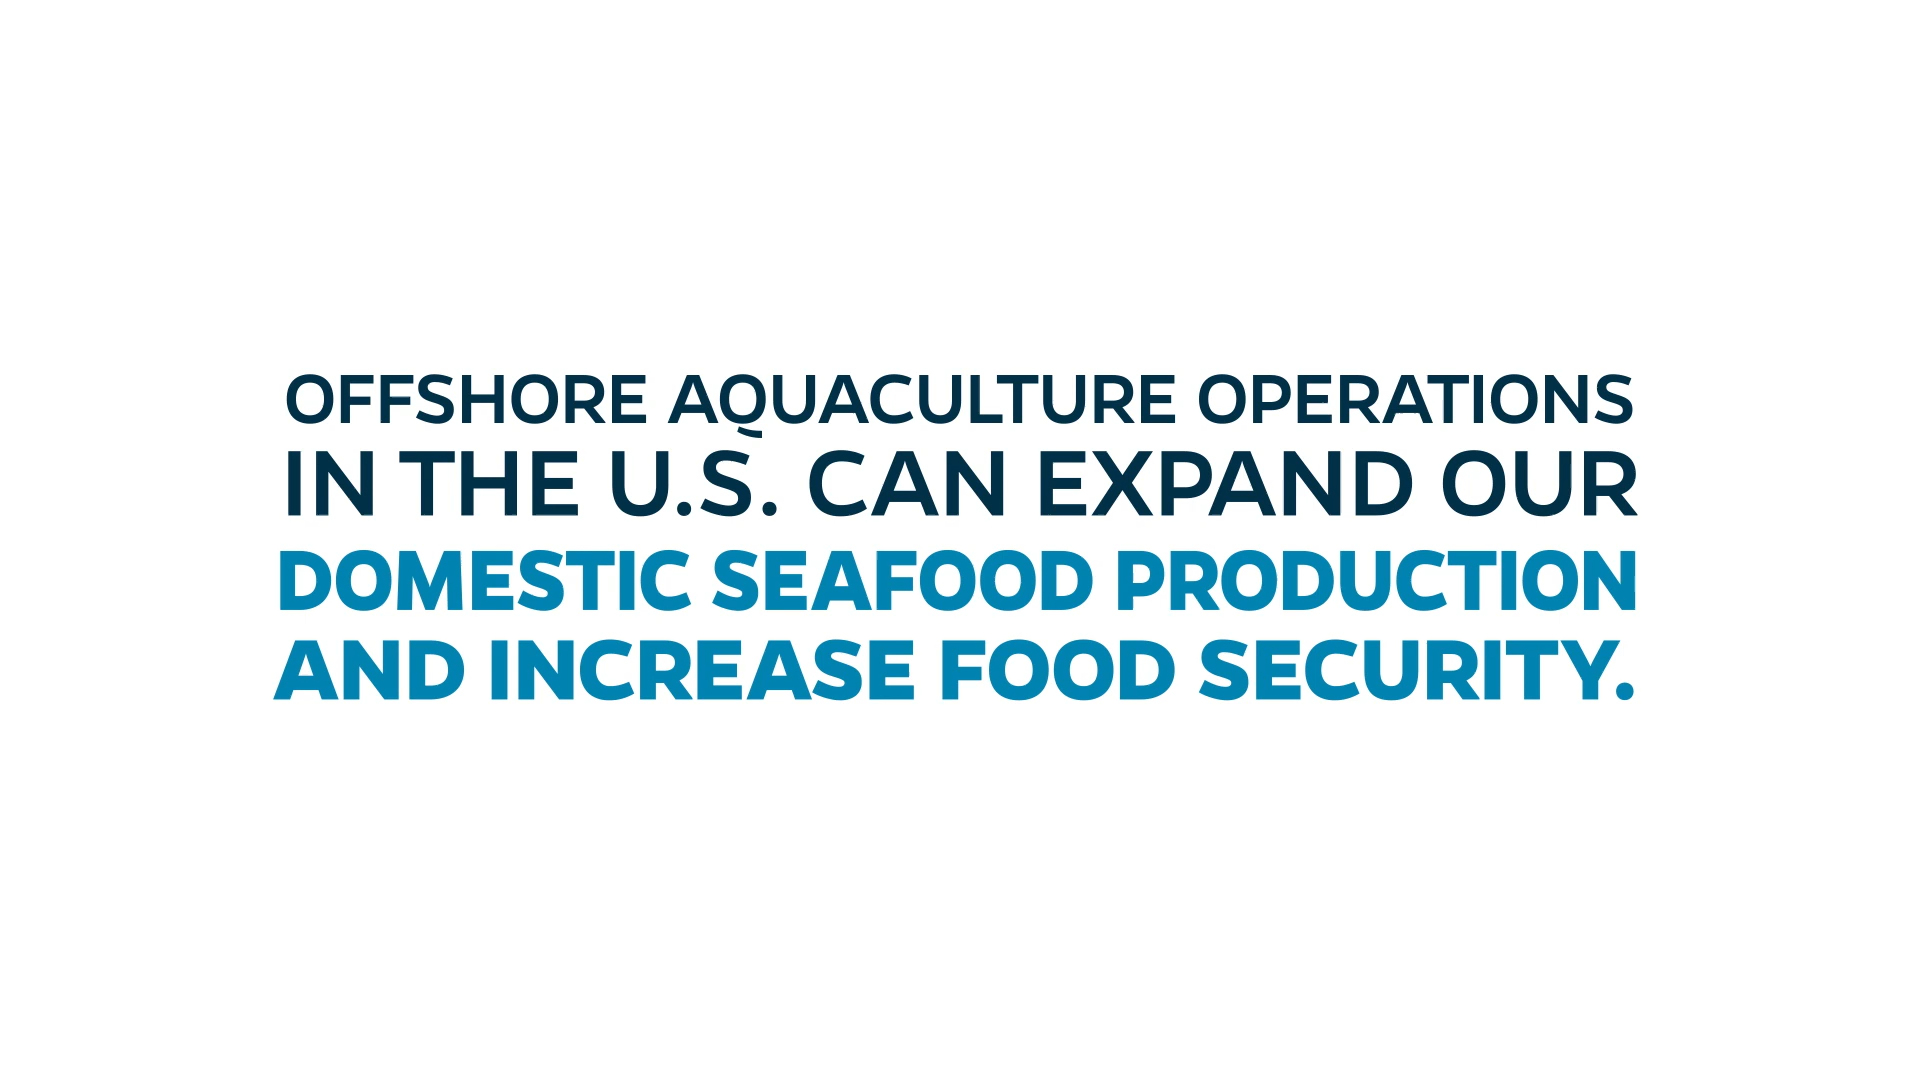 OFFSHORE AQUACULTURE OPERATIONS
IN THE U.S. CAN EXPAND OUR
DOMESTIC SEAFOOD PRODUCTION
AND INCREASE FOOD SECURITY.